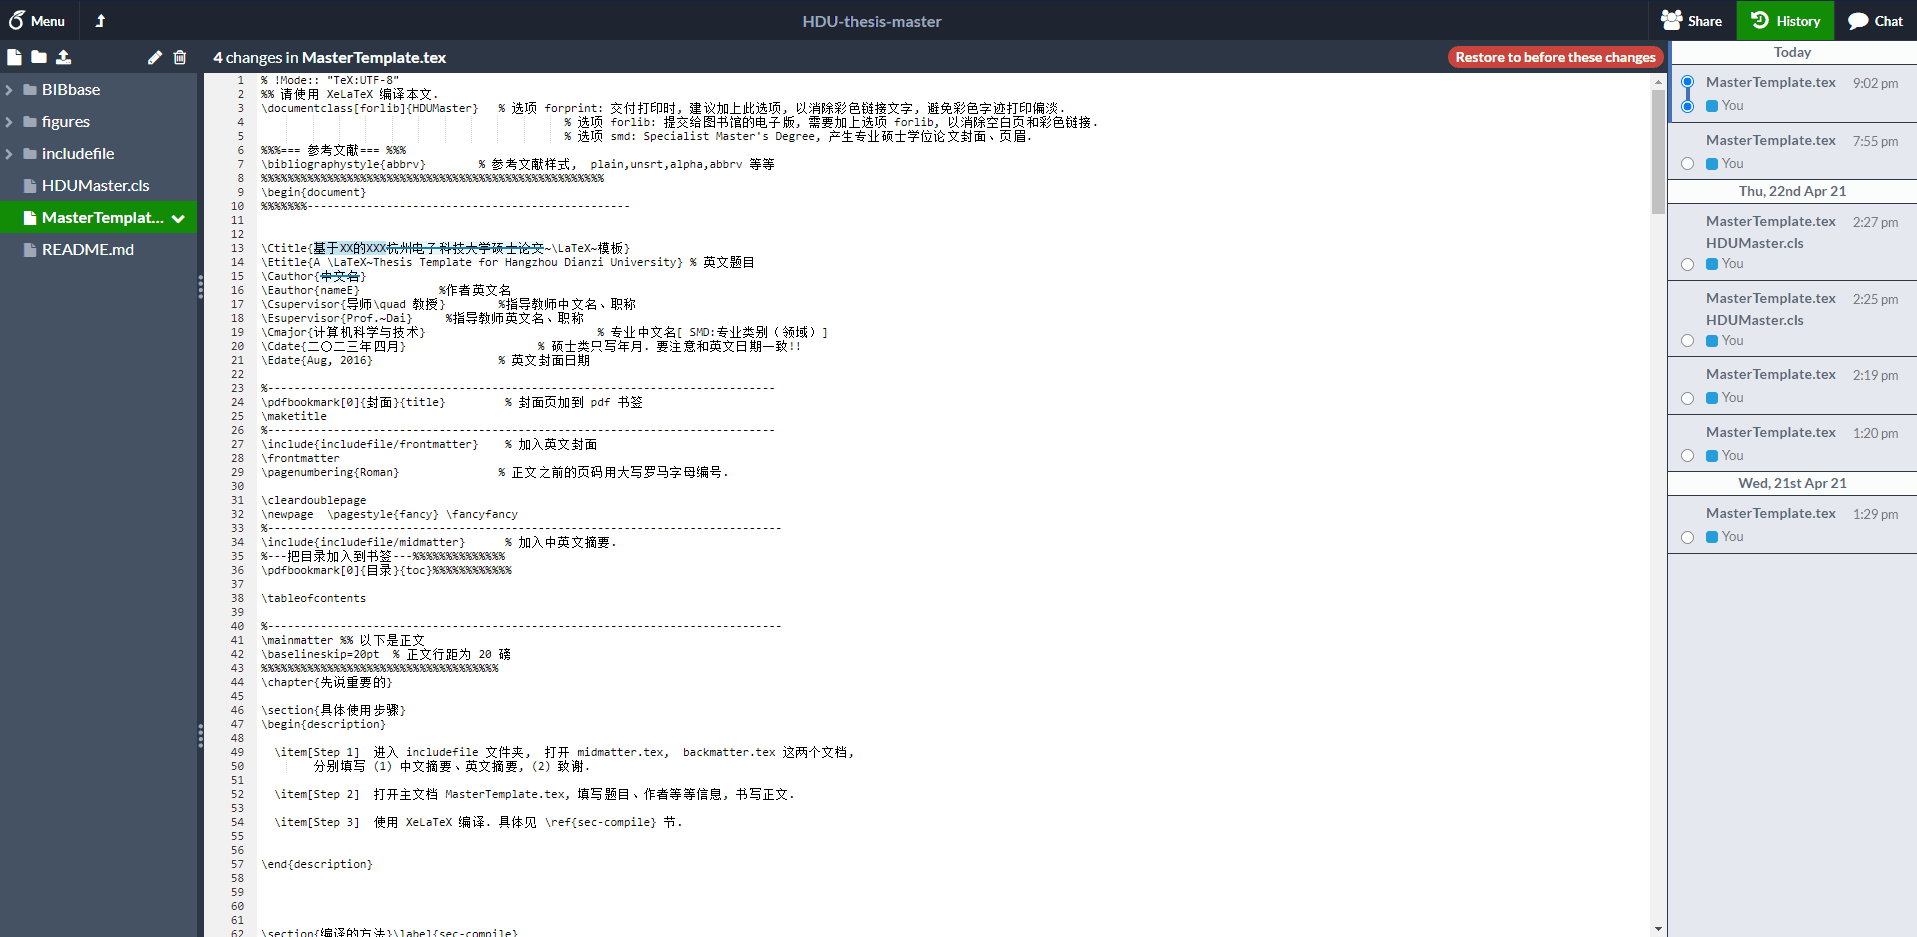 Menu
HDU-thesis-master
Share
History
Chat
4 changes in MasterTemplate.tex
Restore to before these changes
BIBbase
figures
includefile
HDUMaster.cls
MasterTemplat...
README.md
1 % !Mode:: "TeX:UTF-8"
2 %% 请使用 XeLaTeX 编译本文.
3 \documentclass[forlib]{HDUMaster} % 选项 forprint: 交付打印时, 建议加上此选项, 以消除彩色链接文字, 避免彩色字迹打印偏淡.
4 % 选项 forlib: 提交给图书馆的电子版, 需要加上选项 forlib, 以消除空白页和彩色链接.
5 % 选项 smd: Specialist Master's Degree, 产生专业硕士学位论文封面、页眉.
6 %%%=== 参考文献=== %%%
7 \bibliographystyle{abbrv} % 参考文献样式, plain,unsrt,alpha,abbrv 等等
8 %%%%%%%%%%%%%%%%%%%%%%%%%%%%%%%%%%%%%%%%%%%%%%%%%%%%
9 \begin{document}
10 %%%%%%%-------------------------------------------------
11
12
13 \Ctitle{基于XX的XXX杭州电子科技大学硕士论文~\LaTeX~模板}
14 \Etitle{A \LaTeX~Thesis Template for Hangzhou Dianzi University} % 英文题目
15 \Cauthor{中文名}
16 \Eauthor{nameE} %作者英文名
17 \Csupervisor{导师\quad 教授} %指导教师中文名、职称
18 \Esupervisor{Prof.~Dai} %指导教师英文名、职称
19 \Cmajor{计算机科学与技术} % 专业中文名[ SMD:专业类别（领域）]
20 \Cdate{二〇二三年四月} % 硕士类只写年月. 要注意和英文日期一致!!
21 \Edate{Aug, 2016} % 英文封面日期
22
23 %-----------------------------------------------------------------------------
24 \pdfbookmark[0]{封面}{title} % 封面页加到 pdf 书签
25 \maketitle
26 %-----------------------------------------------------------------------------
27 \include{includefile/frontmatter} % 加入英文封面
28 \frontmatter
29 \pagenumbering{Roman} % 正文之前的页码用大写罗马字母编号.
30
31 \cleardoublepage
32 \newpage \pagestyle{fancy} \fancyfancy
33 %------------------------------------------------------------------------------
34 \include{includefile/midmatter} % 加入中英文摘要.
35 %---把目录加入到书签---%%%%%%%%%%%%%%
36 \pdfbookmark[0]{目录}{toc}%%%%%%%%%%%%
37
38 \tableofcontents
39
40 %------------------------------------------------------------------------------
41 \mainmatter %% 以下是正文
42 \baselineskip=20pt % 正文行距为 20 磅
43 %%%%%%%%%%%%%%%%%%%%%%%%%%%%%%%%%%%%
44 \chapter{先说重要的}
45
46 \section{具体使用步骤}
47 \begin{description}
48
49 \item[Step 1] 进入 includefile 文件夹, 打开 midmatter.tex, backmatter.tex 这两个文档,
50 分别填写 (1) 中文摘要、英文摘要, (2) 致谢.
51
52 \item[Step 2] 打开主文档 MasterTemplate.tex, 填写题目、作者等等信息, 书写正文.
53
54 \item[Step 3] 使用 XeLaTeX 编译. 具体见 \ref{sec-compile} 节.
55
56
57 \end{description}
58
59
60
61
62 \section{编译的方法}\label{sec-compile}
Today
MasterTemplate.tex 9:02 pm
You
MasterTemplate.tex 7:55 pm
You
Thu, 22nd Apr 21
MasterTemplate.tex 2:27 pm
HDUMaster.cls
You
MasterTemplate.tex 2:25 pm
HDUMaster.cls
You
MasterTemplate.tex 2:19 pm
You
MasterTemplate.tex 1:20 pm
You
Wed, 21st Apr 21
MasterTemplate.tex 1:29 pm
You